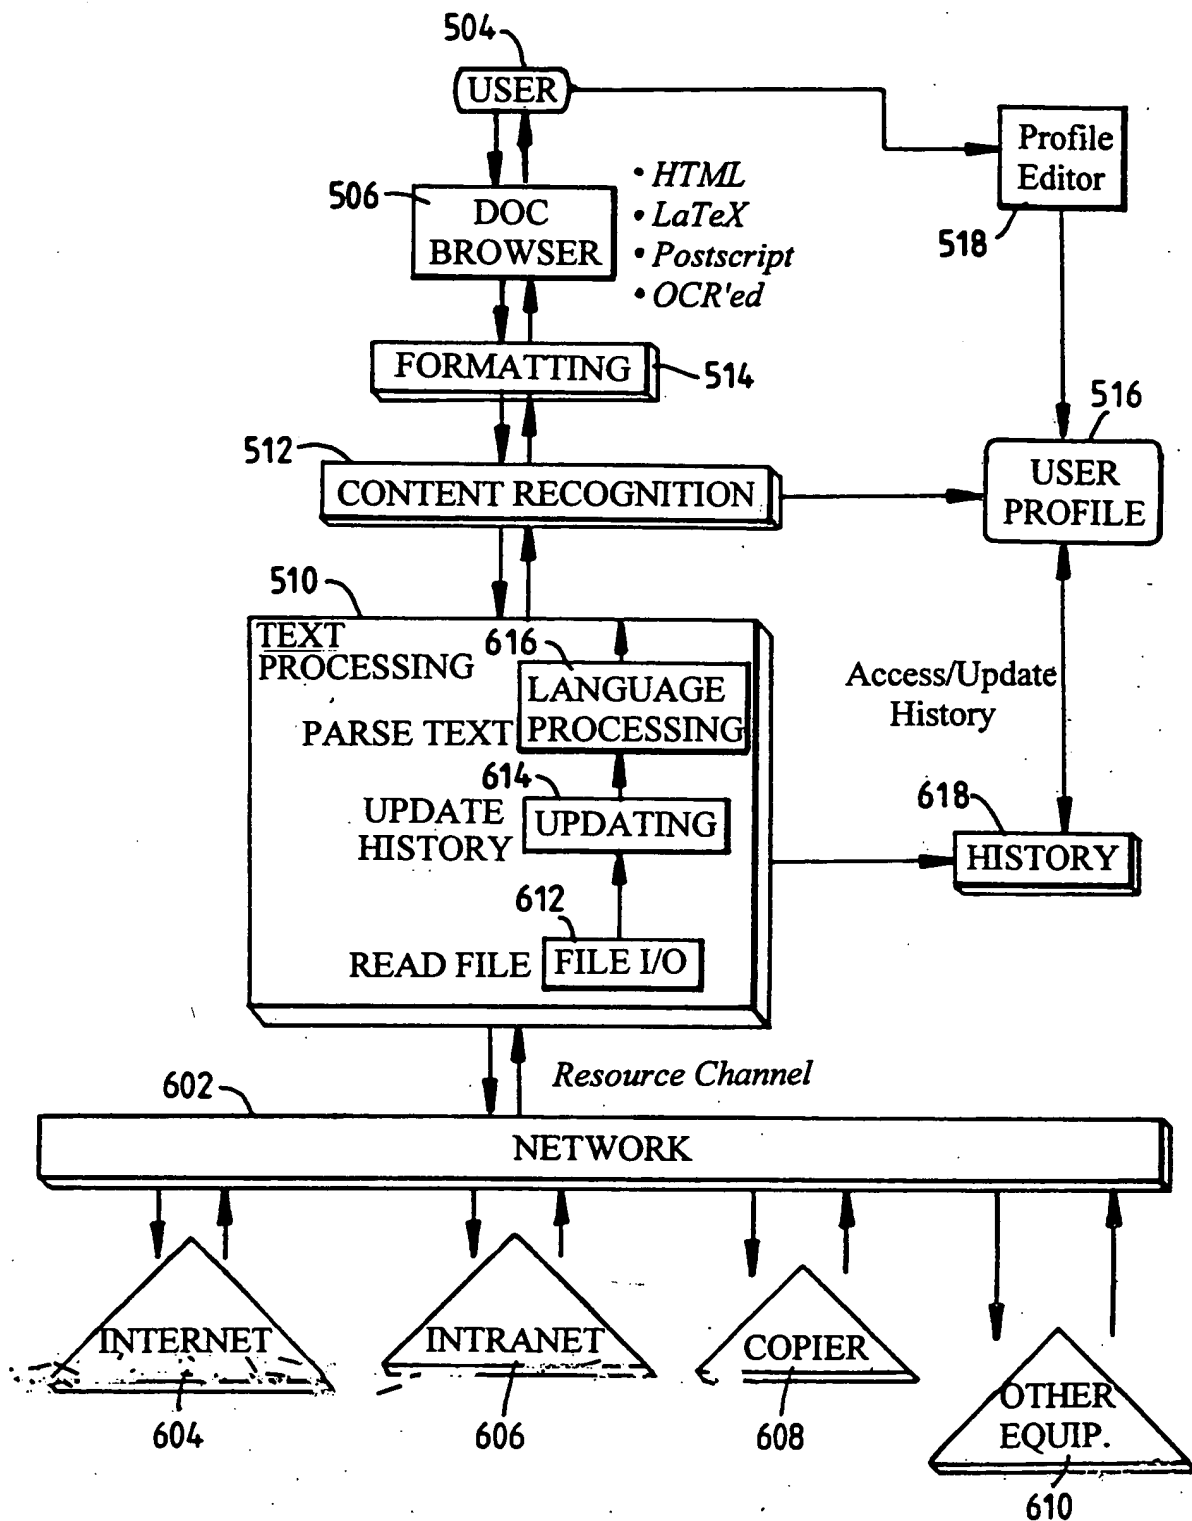 504
USER
Profile
Editor
518
506
DOC
BROWSER
• HTML
• LaTeX
• Postscript
• OCR'ed
FORMATTING
514
516
512
CONTENT RECOGNITION
USER
PROFILE
510
TEXT
PROCESSING
616
LANGUAGE
PROCESSING
PARSE TEXT
Access/Update
History
614
UPDATE
HISTORY
UPDATING
618
HISTORY
612
READ FILE
FILE I/O
Resource Channel
602
NETWORK
INTERNET
INTRANET
COPIER
OTHER
EQUIP.
604
606
608
610